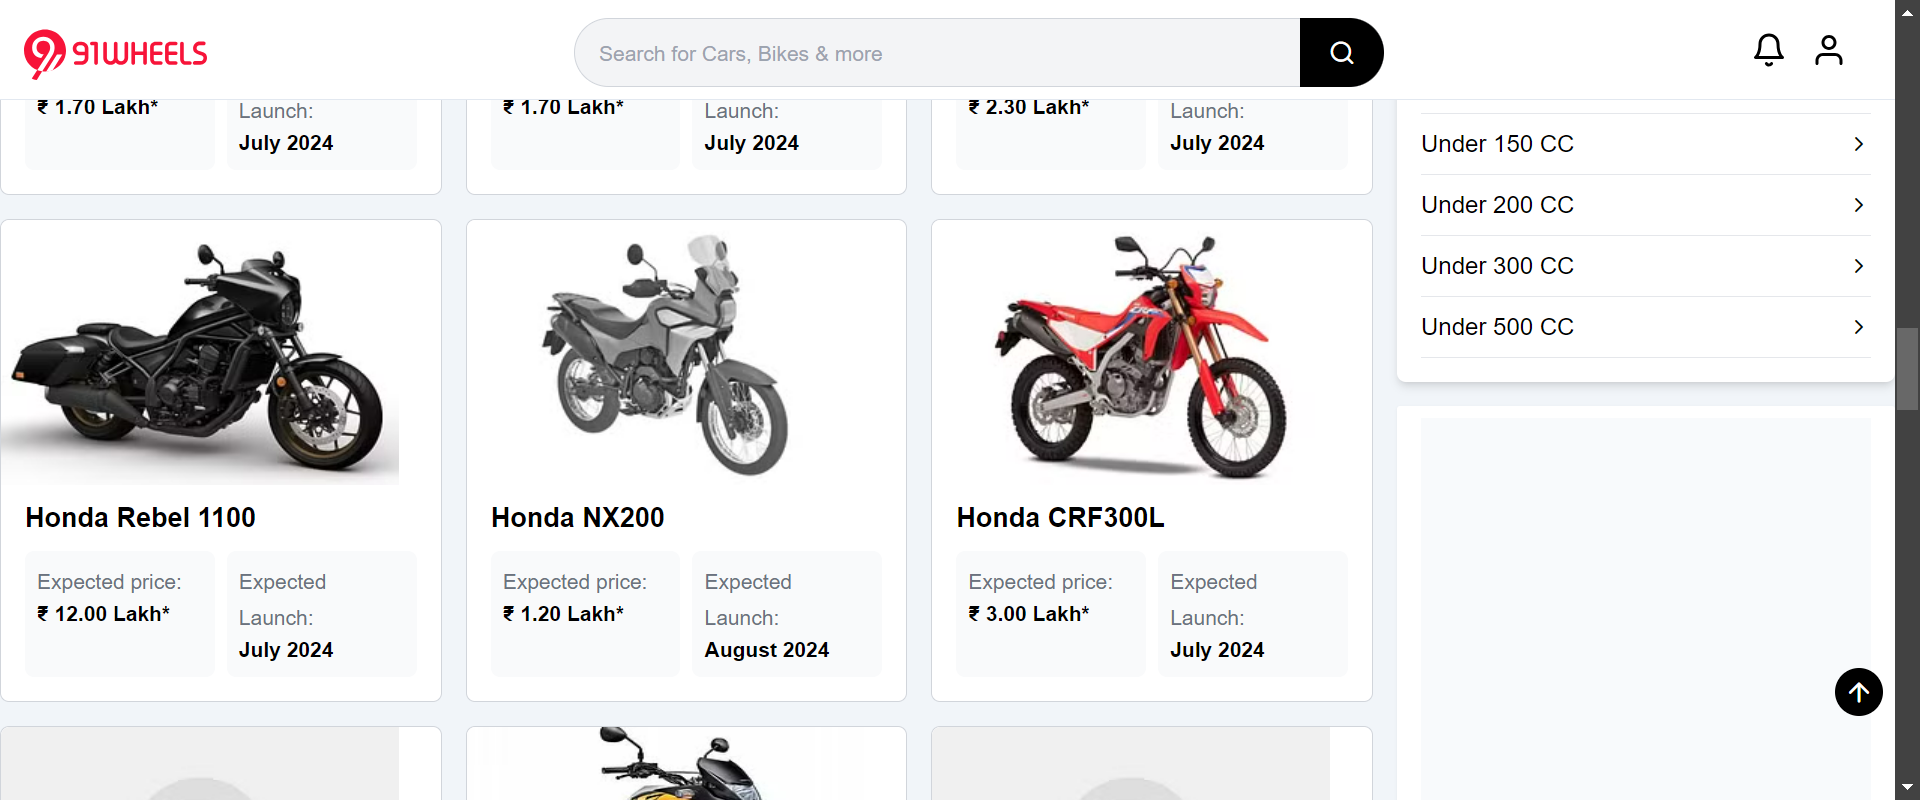 91WHEELS
Search for Cars, Bikes & more
₹ 1.70 Lakh*
Launch:
July 2024
₹ 1.70 Lakh*
Launch:
July 2024
₹ 2.30 Lakh*
Launch:
July 2024
Under 150 CC
Under 200 CC
Under 300 CC
Under 500 CC
CRF
Honda Rebel 1100
Expected price:
₹ 12.00 Lakh*
Expected
Launch:
July 2024
Honda NX200
Expected price:
₹ 1.20 Lakh*
Expected
Launch:
August 2024
Honda CRF300L
Expected price:
₹ 3.00 Lakh*
Expected
Launch:
July 2024